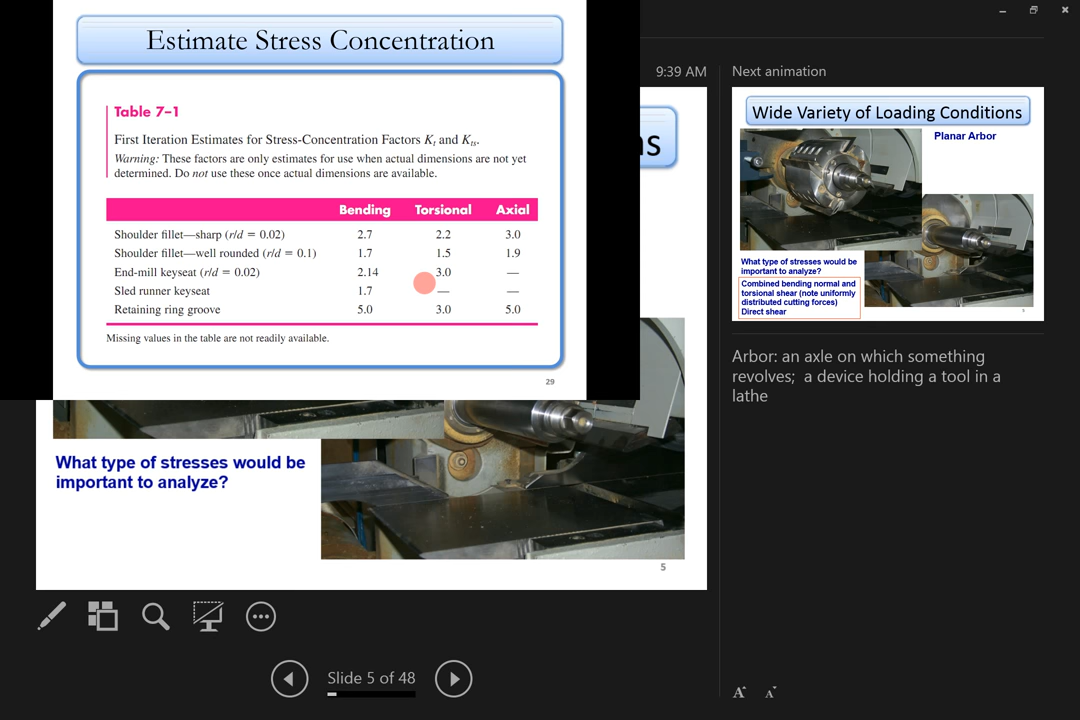 Estimate Stress Concentration
Table 7–1
First Iteration Estimates for Stress-Concentration Factors Kt and Kts.
Warning: These factors are only estimates for use when actual dimensions are not yet
determined. Do not use these once actual dimensions are available.
Bending Torsional Axial
Shoulder fillet—sharp (r/d = 0.02) 2.7 2.2 3.0
Shoulder fillet—well rounded (r/d = 0.1) 1.7 1.5 1.9
End-mill keyseat (r/d = 0.02) 2.14 3.0 —
Sled runner keyseat 1.7 — —
Retaining ring groove 5.0 3.0 5.0
Missing values in the table are not readily available.
29
9:39 AM
ns
What type of stresses would be
important to analyze?
5
Slide 5 of 48
Next animation
Wide Variety of Loading Conditions
Planar Arbor
What type of stresses would be
important to analyze?
Combined bending normal and
torsional shear (note uniformly
distributed cutting forces)
Direct shear
5
Arbor: an axle on which something
revolves; a device holding a tool in a
lathe
A A